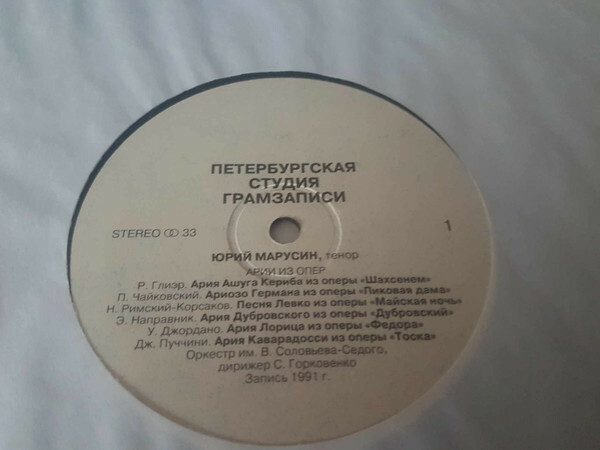 ПЕТЕРБУРГСКАЯ
СТУДИЯ
ГРАМЗАПИСИ
STEREO 33
1
ЮРИЙ МАРУСИН, тенор
АРИИ ИЗ ОПЕР
Р. Глиэр. Ария Ашуга Кериба из оперы «Шахсенем»
П. Чайковский. Ариозо Германа из оперы «Пиковая дама»
Н. Римский-Корсаков. Песня Левко из оперы «Майская ночь»
Э. Направник. Ария Дубровского из оперы «Дубровский»
У. Джордано. Ария Лориса из оперы «Федора»
Дж. Пуччини. Ария Каварадосси из оперы «Тоска»
Оркестр им. В. Соловьева-Седого,
дирижер С. Горковенко
Запись 1991 г.